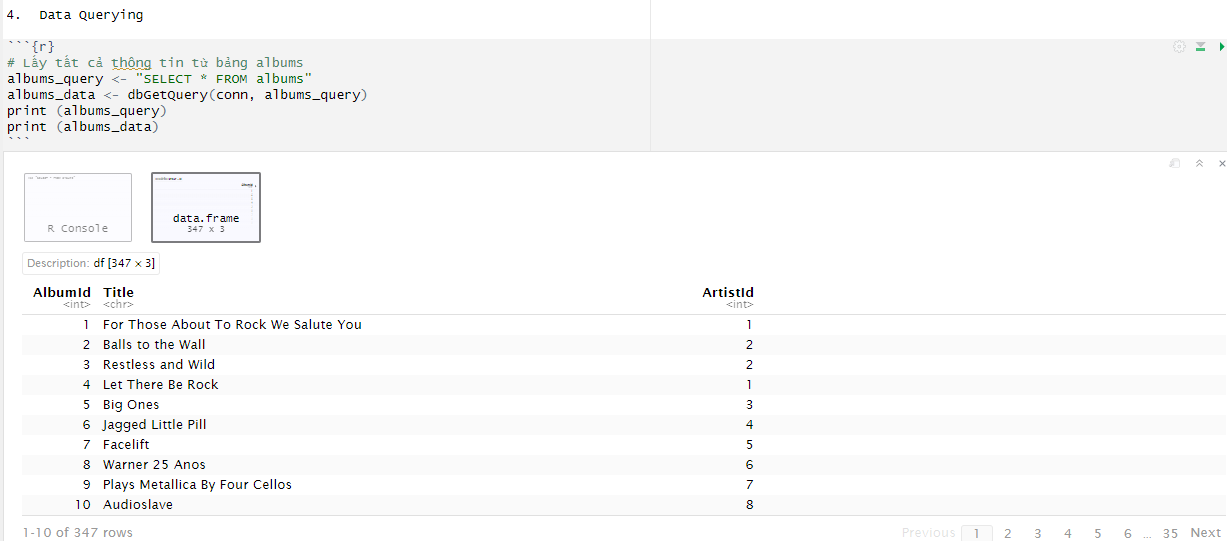 4. Data Querying
```{r}
# Lấy tất cả thông tin từ bảng albums
albums_query <- "SELECT * FROM albums"
albums_data <- dbGetQuery(conn, albums_query)
print (albums_query)
print (albums_data)
```
R Console
data.frame
347 x 3
Description: df [347 × 3]
AlbumId Title ArtistId
<int> <chr> <int>
1 For Those About To Rock We Salute You 1
2 Balls to the Wall 2
3 Restless and Wild 2
4 Let There Be Rock 1
5 Big Ones 3
6 Jagged Little Pill 4
7 Facelift 5
8 Warner 25 Anos 6
9 Plays Metallica By Four Cellos 7
10 Audioslave 8
1-10 of 347 rows Previous 1 2 3 4 5 6 ... 35 Next